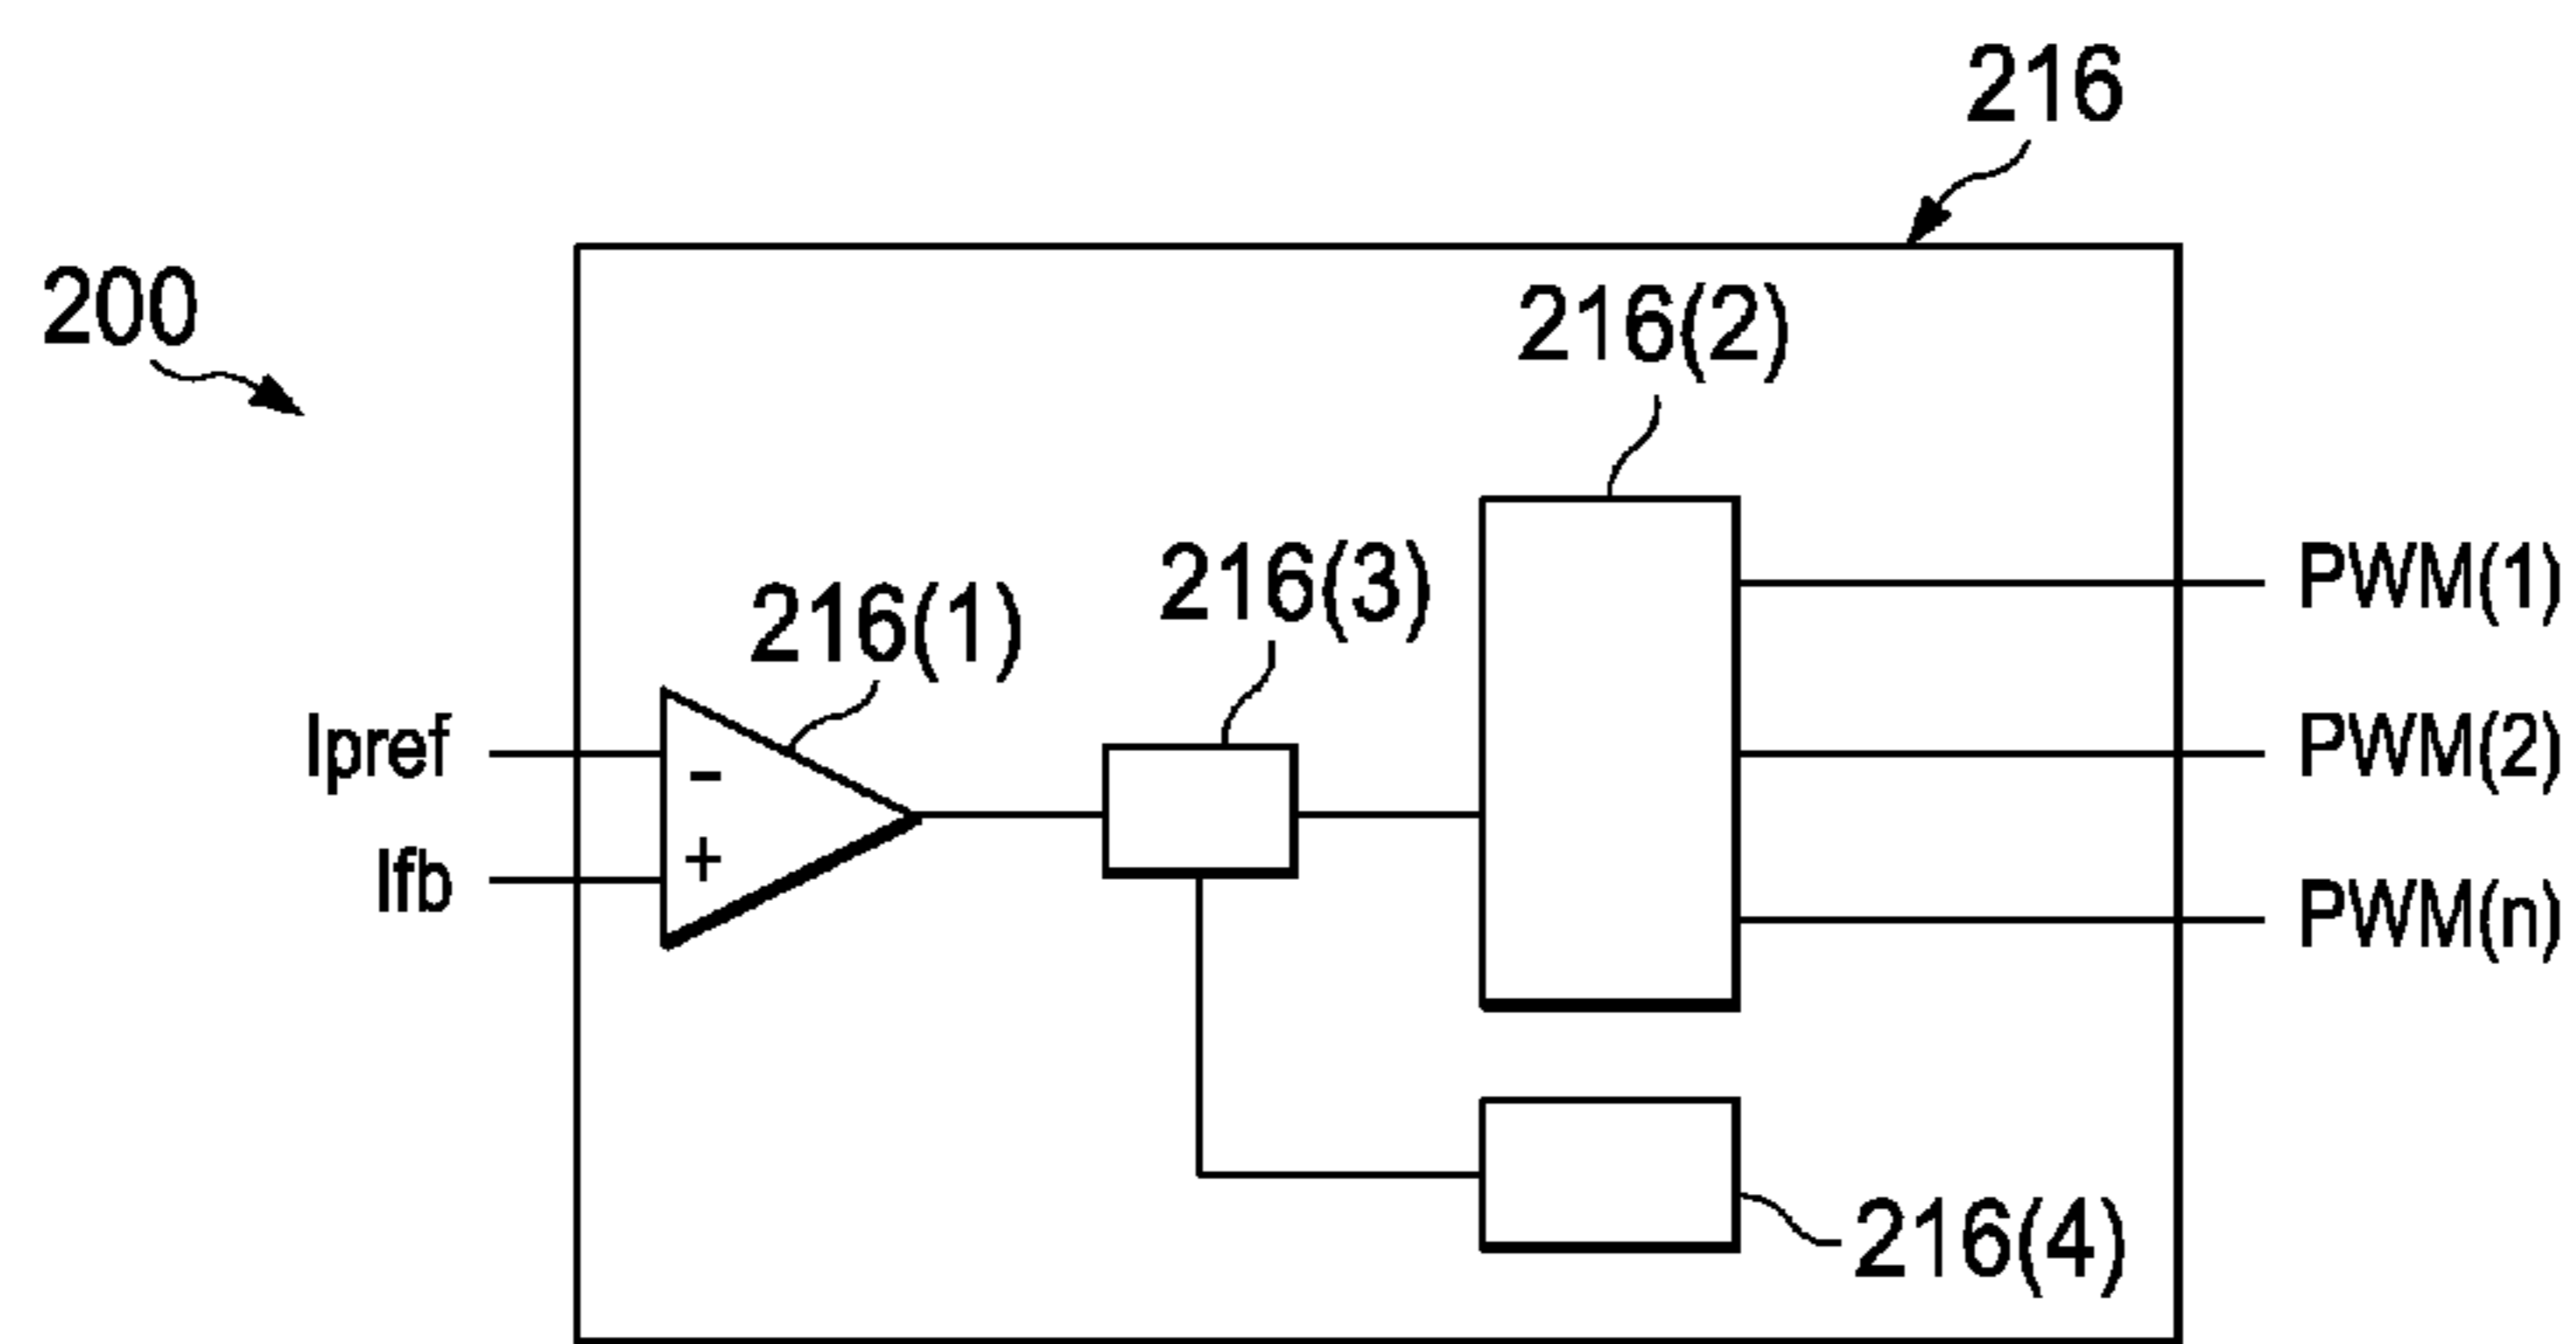 216
200
216(2)
216(3)
216(1)
PWM(1)
Ipref
-
PWM(2)
+
Ifb
PWM(n)
216(4)